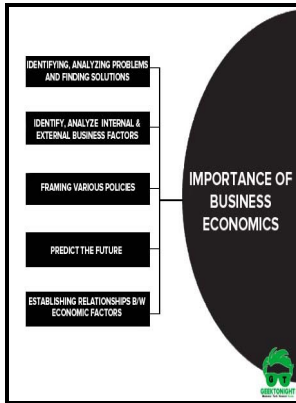 IDENTIFYING, ANALYZING PROBLEMS
AND FINDING SOLUTIONS
IDENTIFY, ANALYZE INTERNAL &
EXTERNAL BUSINESS FACTORS
FRAMING VARIOUS POLICIES
PREDICT THE FUTURE
ESTABLISHING RELATIONSHIPS B/W
ECONOMIC FACTORS
IMPORTANCE OF
BUSINESS
ECONOMICS
GEEKTONIGHT